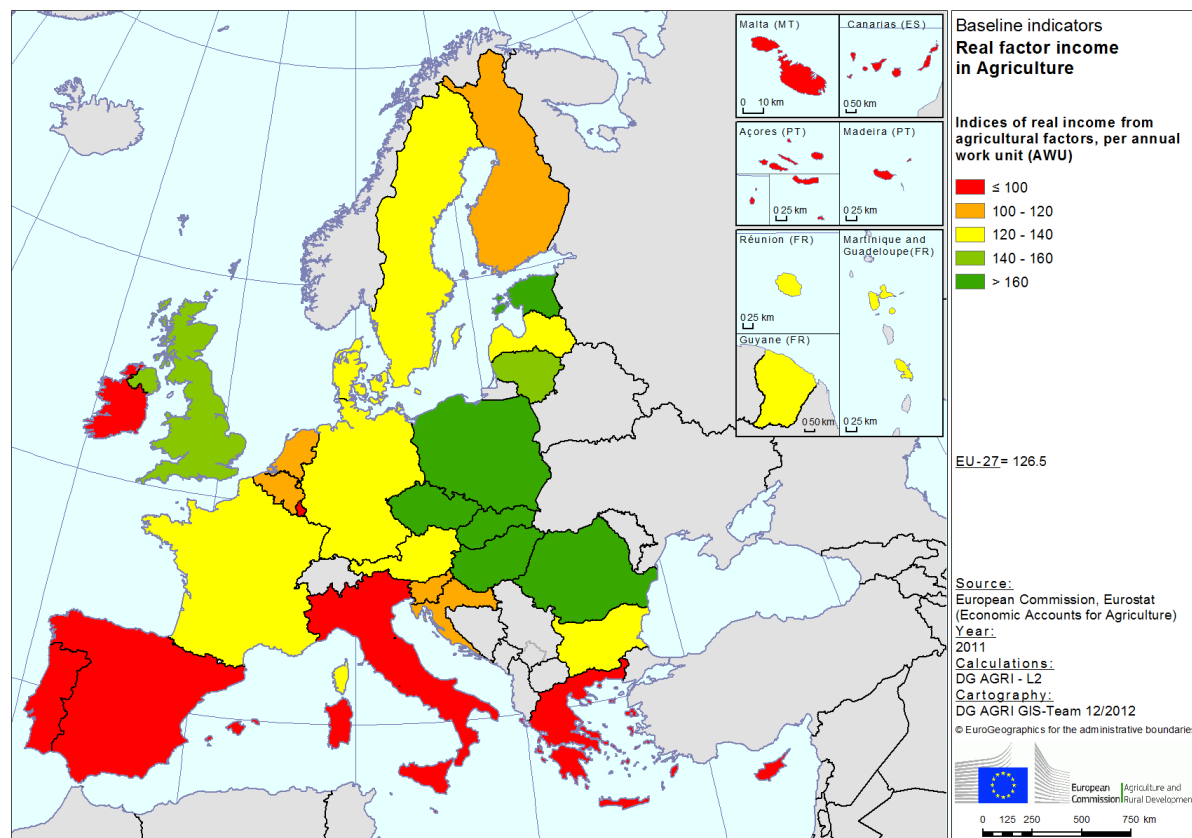 Malta (MT)
0 10 km
Canarias (ES)
0 50 km
Açores (PT)
0 25 km
Madeira (PT)
0 25 km
Réunion (FR)
0 25 km
Martinique and
Guadeloupe(FR)
0 25 km
Guyane (FR)
0 50 km
Baseline indicators
Real factor income
in Agriculture
Indices of real income from
agricultural factors, per annual
work unit (AWU)
≤ 100
100 - 120
120 - 140
140 - 160
> 160
EU-27= 126.5
Source:
European Commission, Eurostat
(Economic Accounts for Agriculture)
Year:
2011
Calculations:
DG AGRI - L2
Cartography:
DG AGRI GIS-Team 12/2012
© EuroGeographics for the administrative boundaries
European
Commission
Agriculture and
Rural Development
0 125 250 500 750 km